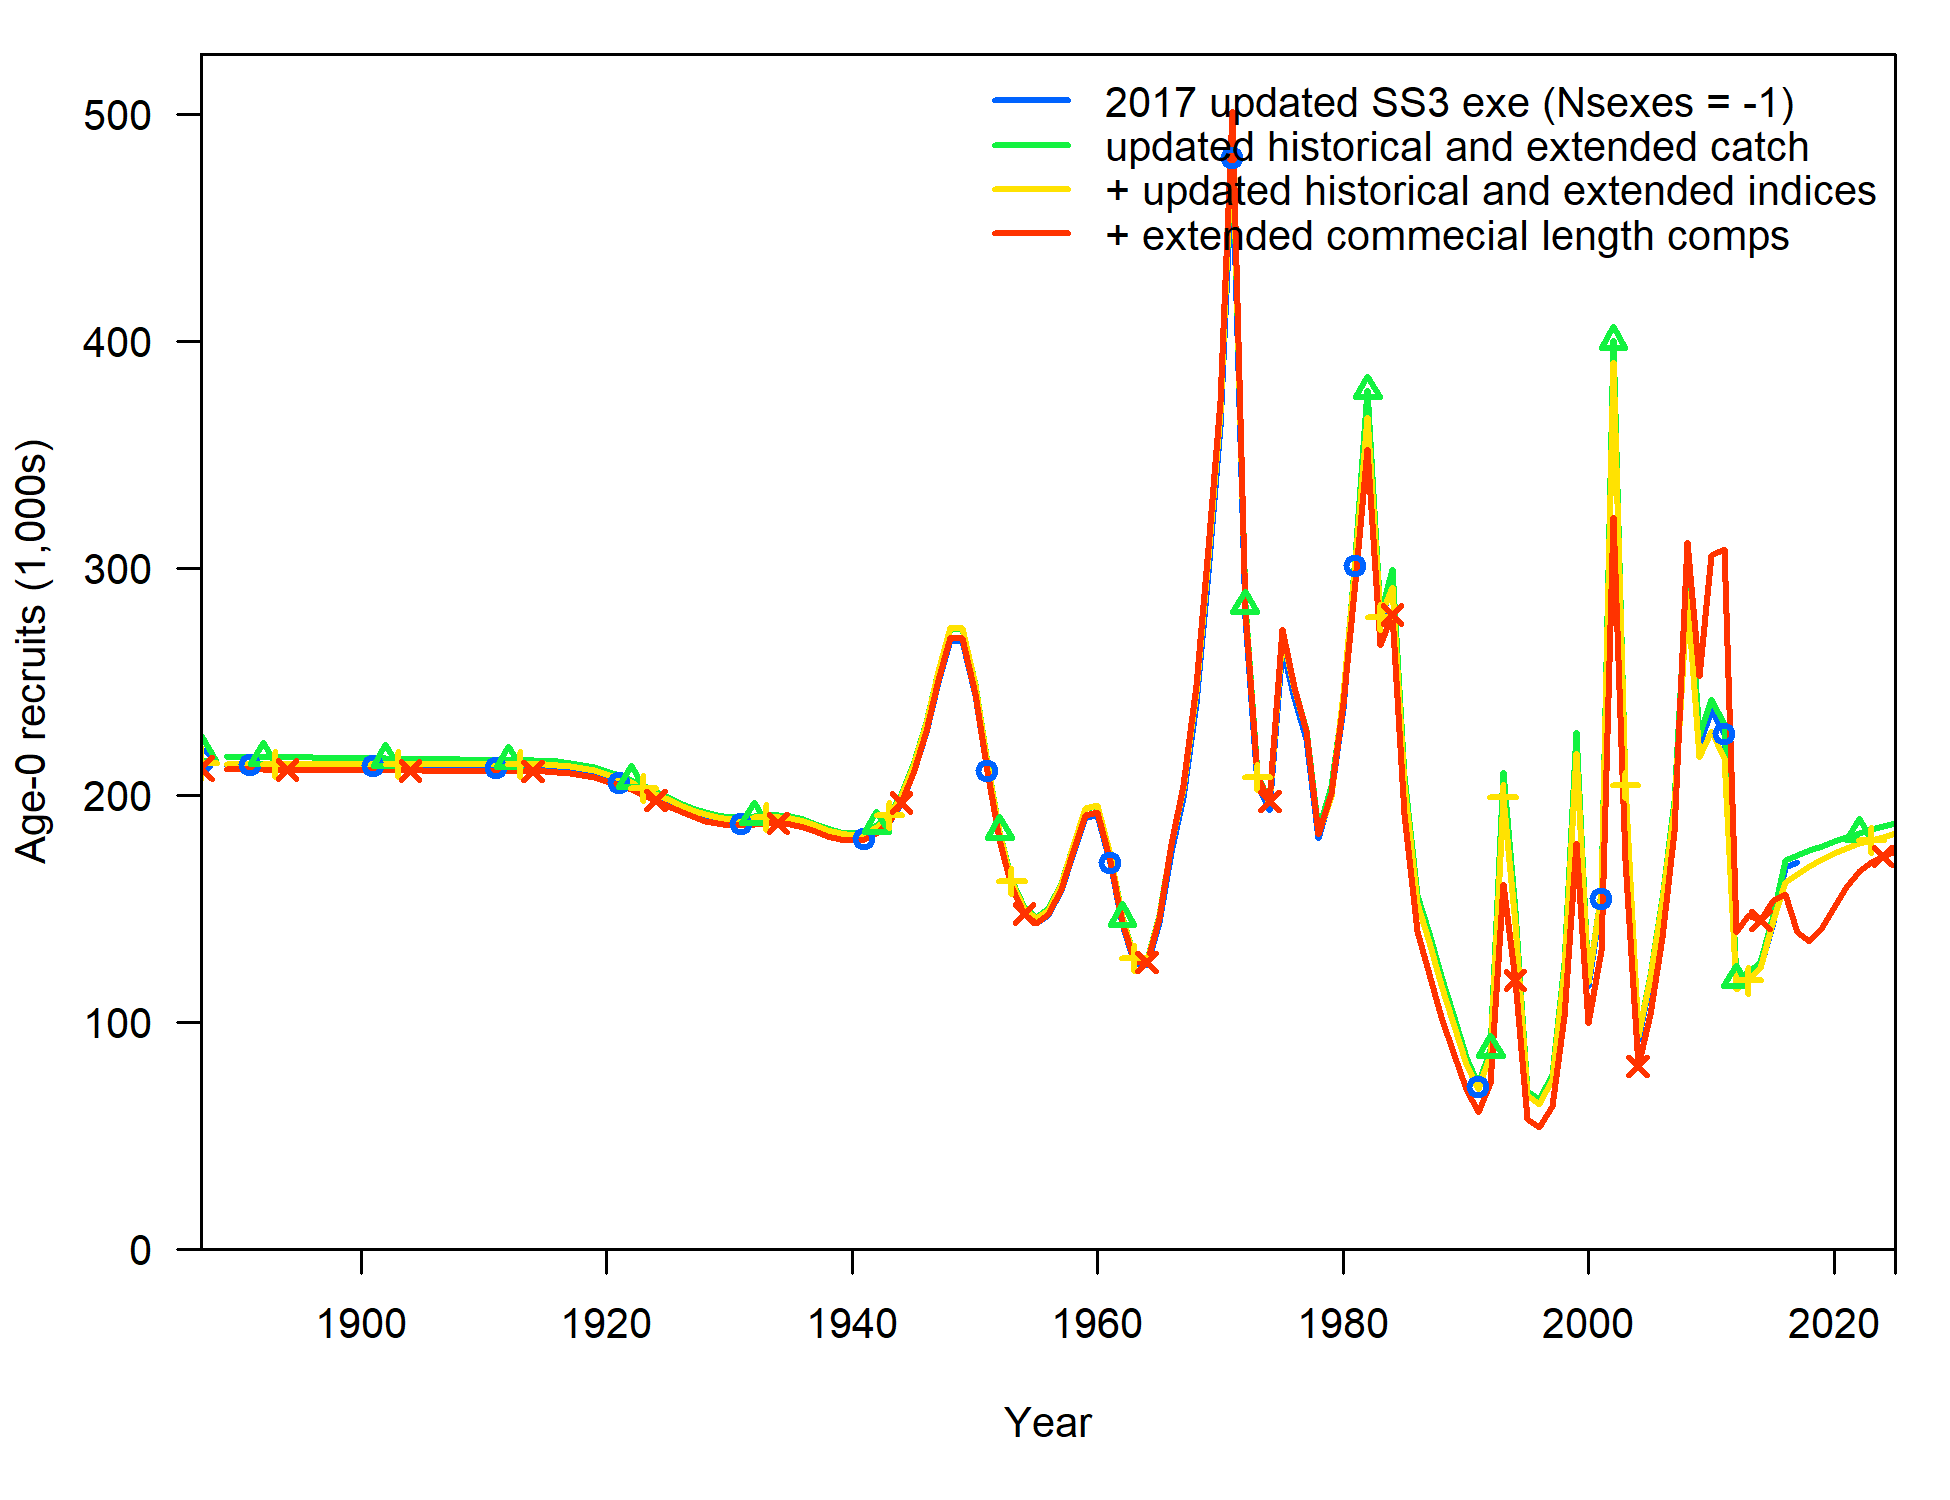 2017 updated SS3 exe (Nsexes = -1)
updated historical and extended catch
+ updated historical and extended indices
+ extended commecial length comps
Age-0 recruits (1,000s)
500
400
300
200
100
0
1900 1920 1940 1960 1980 2000 2020
Year